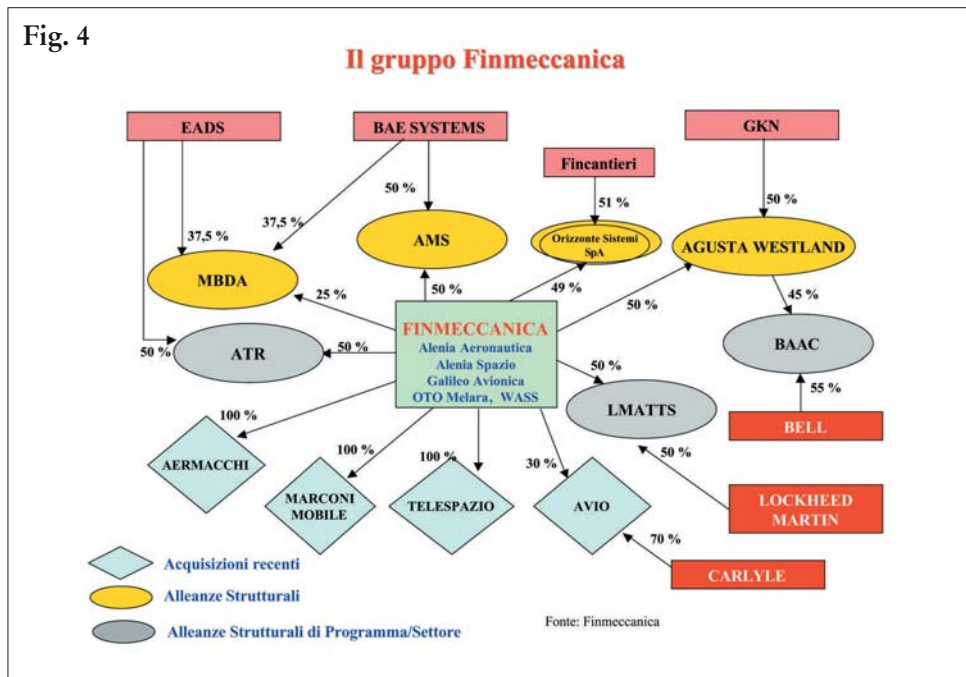 Fig. 4
Il gruppo Finmeccanica
EADS
BAE SYSTEMS
GKN
Fincantieri
50 %
51 %
50 %
37,5 %
37,5 %
AMS
Orizzonte Sistemi
SpA
AGUSTA WESTLAND
MBDA
25 %
50 %
49 %
50 %
45 %
FINMECCANICA
Alenia Aeronautica
Alenia Spazio
Galileo Avionica
OTO Melara, WASS
50 %
ATR
50 %
50 %
BAAC
LMATTS
55 %
BELL
100 %
100 %
100 %
30 %
50 %
AERMACCHI
MARCONI
MOBILE
TELESPAZIO
AVIO
LOCKHEED
MARTIN
70 %
CARLYLE
Acquisizioni recenti
Alleanze Strutturali
Alleanze Strutturali di Programma/Settore
Fonte: Finmeccanica